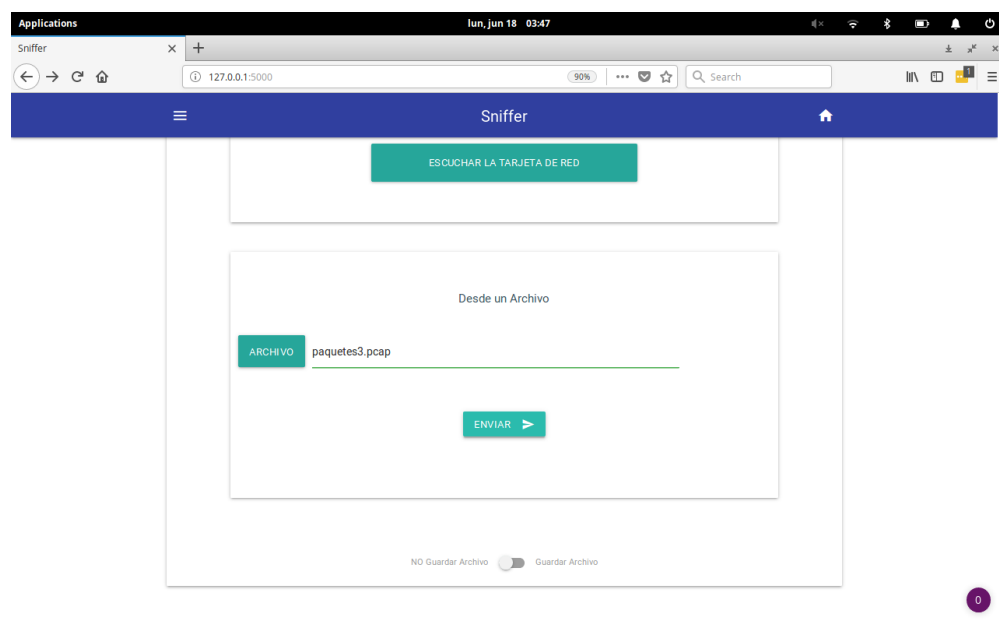 Applications lun, jun 18 03:47
Sniffer
127.0.0.1:5000 90% Search 1
Sniffer
ESCUCHAR LA TARJETA DE RED
Desde un Archivo
ARCHIVO paquetes3.pcap
ENVIAR
NO Guardar Archivo Guardar Archivo
0